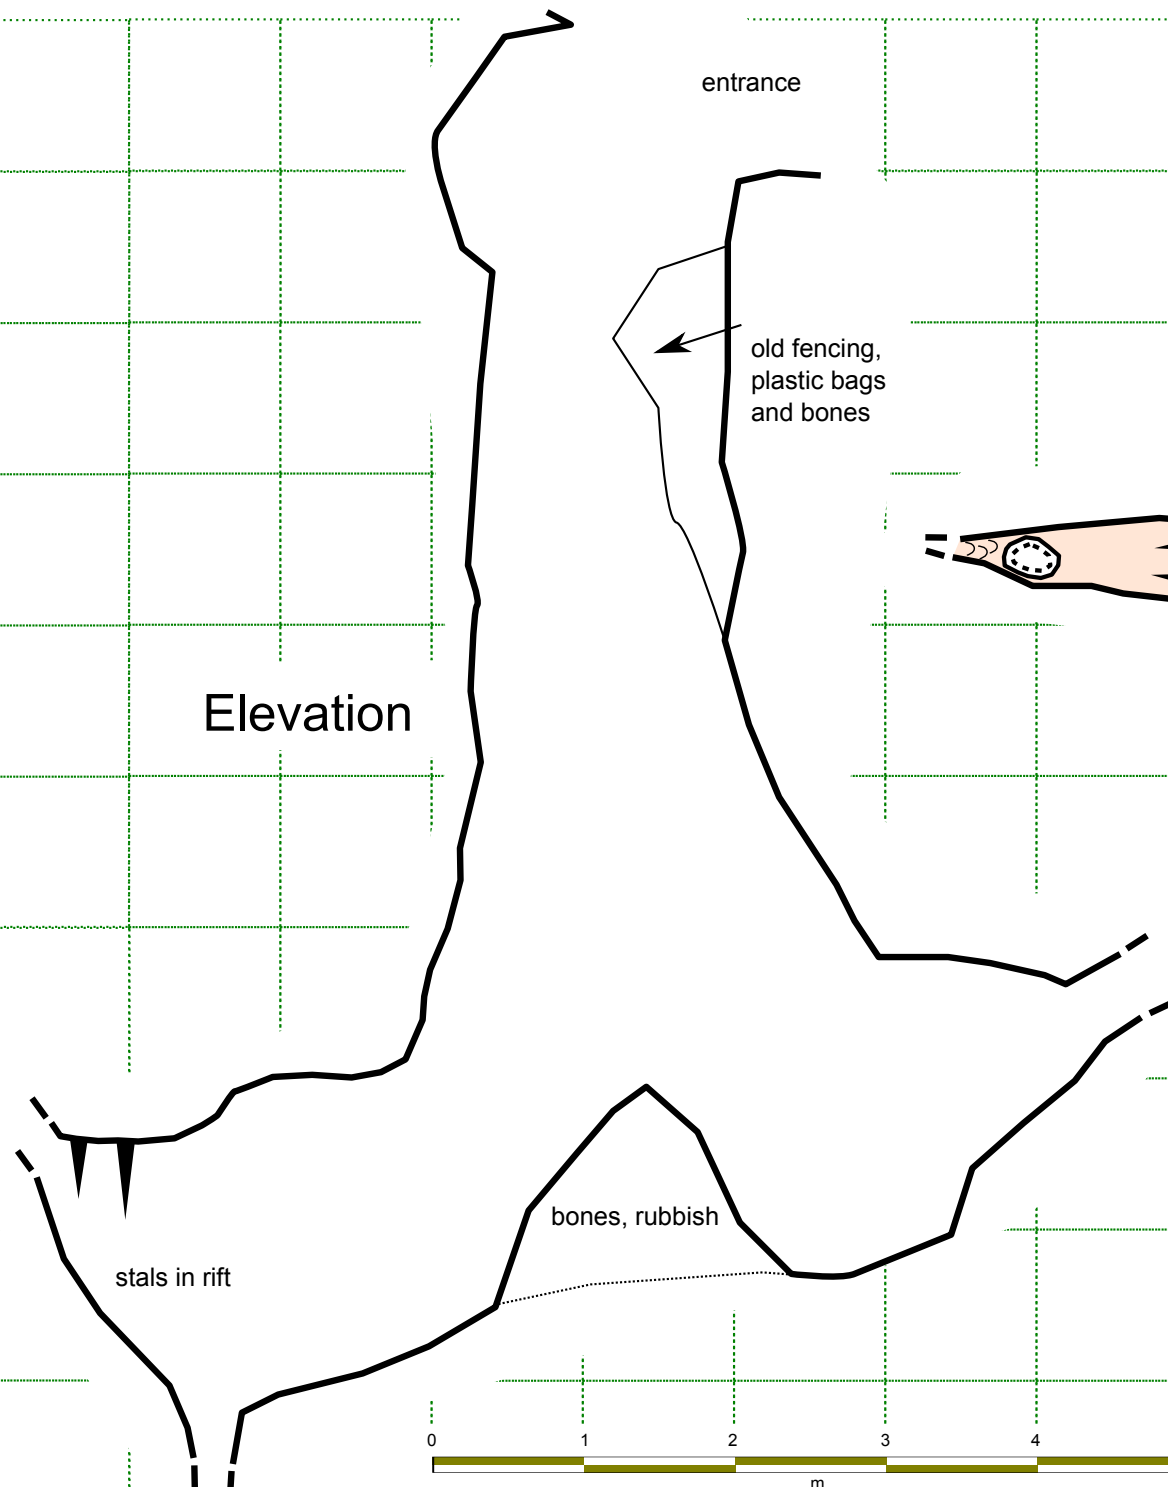 entrance
old fencing,
plastic bags
and bones
Elevation
bones, rubbish
stals in rift
0 1 2 3 4
m